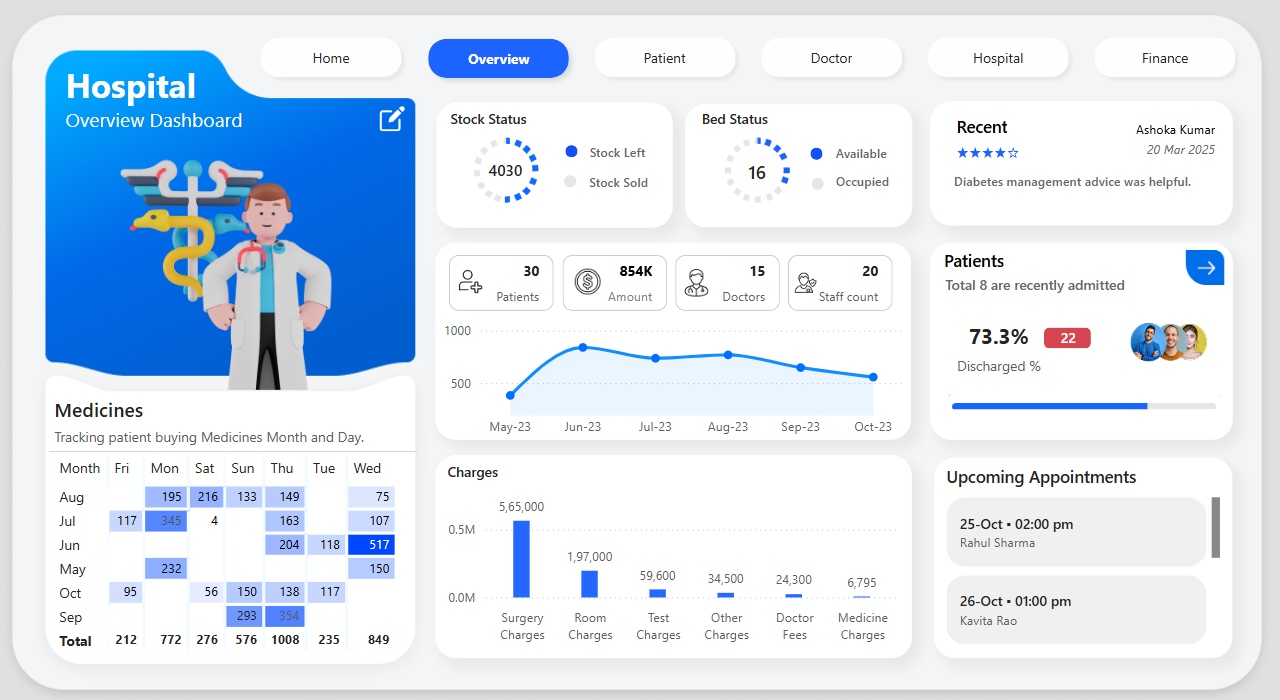 Home
Overview
Patient
Doctor
Hospital
Finance
Hospital
Overview Dashboard
Stock Status
4030
Stock Left
Stock Sold
Bed Status
16
Available
Occupied
Recent
Ashoka Kumar
★★★★☆
20 Mar 2025
Diabetes management advice was helpful.
30
Patients
854K
Amount
15
Doctors
20
Staff count
1000
500
May-23 Jun-23 Jul-23 Aug-23 Sep-23 Oct-23
Patients
Total 8 are recently admitted
73.3% 22
Discharged %
Medicines
Tracking patient buying Medicines Month and Day.
Month Fri Mon Sat Sun Thu Tue Wed
Aug 195 216 133 149 75
Jul 117 345 4 163 107
Jun 204 118 517
May 232 150
Oct 95 56 150 138 117
Sep 293 354
Total 212 772 276 576 1008 235 849
Charges
0.5M
0.0M
5,65,000
1,97,000
59,600
34,500
24,300
6,795
Surgery Charges
Room Charges
Test Charges
Other Charges
Doctor Fees
Medicine Charges
Upcoming Appointments
25-Oct • 02:00 pm
Rahul Sharma
26-Oct • 01:00 pm
Kavita Rao